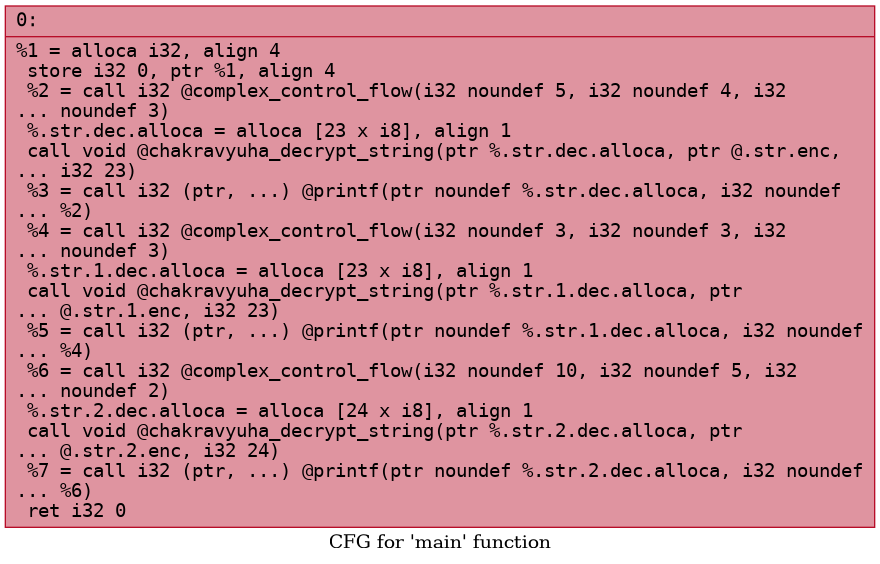 0:
%1 = alloca i32, align 4
store i32 0, ptr %1, align 4
%2 = call i32 @complex_control_flow(i32 noundef 5, i32 noundef 4, i32
... noundef 3)
%.str.dec.alloca = alloca [23 x i8], align 1
call void @chakravyuha_decrypt_string(ptr %.str.dec.alloca, ptr @.str.enc,
... i32 23)
%3 = call i32 (ptr, ...) @printf(ptr noundef %.str.dec.alloca, i32 noundef
... %2)
%4 = call i32 @complex_control_flow(i32 noundef 3, i32 noundef 3, i32
... noundef 3)
%.str.1.dec.alloca = alloca [23 x i8], align 1
call void @chakravyuha_decrypt_string(ptr %.str.1.dec.alloca, ptr
... @.str.1.enc, i32 23)
%5 = call i32 (ptr, ...) @printf(ptr noundef %.str.1.dec.alloca, i32 noundef
... %4)
%6 = call i32 @complex_control_flow(i32 noundef 10, i32 noundef 5, i32
... noundef 2)
%.str.2.dec.alloca = alloca [24 x i8], align 1
call void @chakravyuha_decrypt_string(ptr %.str.2.dec.alloca, ptr
... @.str.2.enc, i32 24)
%7 = call i32 (ptr, ...) @printf(ptr noundef %.str.2.dec.alloca, i32 noundef
... %6)
ret i32 0
CFG for 'main' function